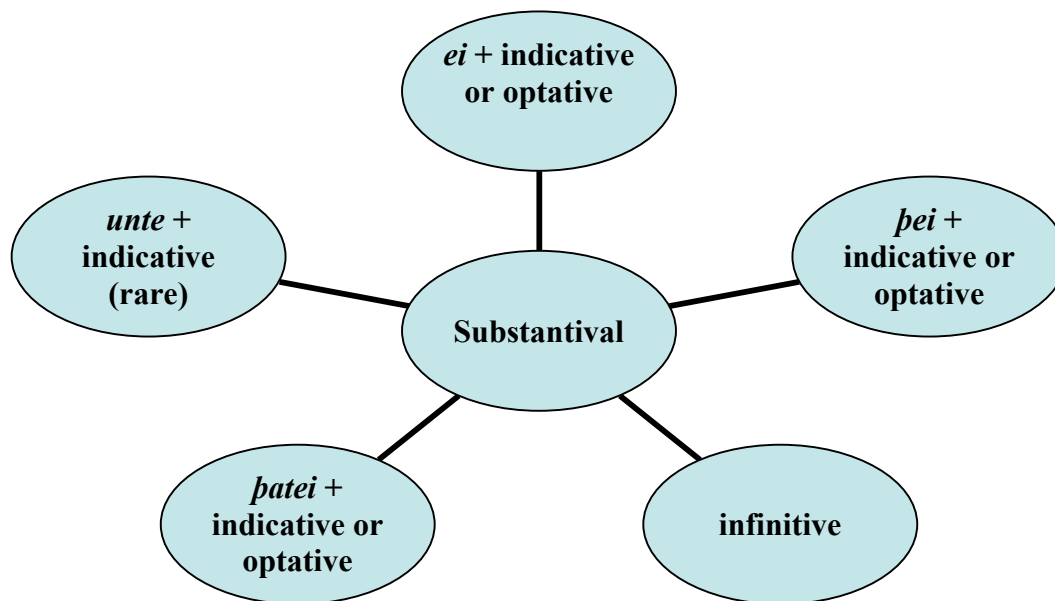 ei + indicative
or optative
unte +
indicative
(rare)
þei +
indicative or
optative
Substantival
þatei +
indicative or
optative
infinitive